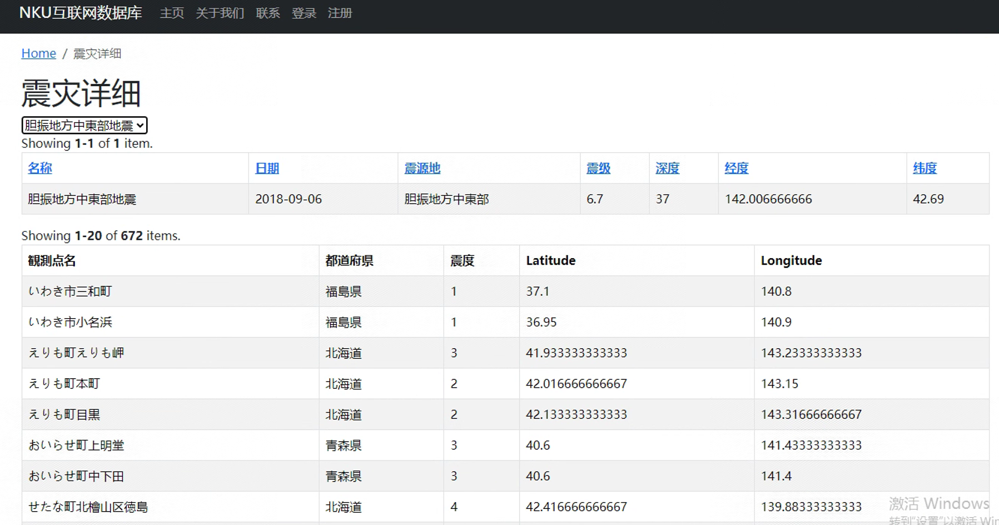 NKU互联网数据库 主页 关于我们 联系 登录 注册
Home / 震灾详细
震灾详细
胆振地方中東部地震
Showing 1-1 of 1 item.
名称 日期 震源地 震级 深度 经度 纬度
胆振地方中東部地震 2018-09-06 胆振地方中東部 6.7 37 142.006666666 42.69
Showing 1-20 of 672 items.
観測点名 都道府県 震度 Latitude Longitude
いわき市三和町 福島県 1 37.1 140.8
いわき市小名浜 福島県 1 36.95 140.9
えりも町えりも岬 北海道 3 41.933333333333 143.23333333333
えりも町本町 北海道 2 42.016666666667 143.15
えりも町目黒 北海道 2 42.133333333333 143.31666666667
おいらせ町上明堂 青森県 3 40.6 141.43333333333
おいらせ町中下田 青森県 3 40.6 141.4
せたな町北檜山区徳島 北海道 4 42.416666666667 139.88333333333
激活 Windows
转到"设置"以激活 Win